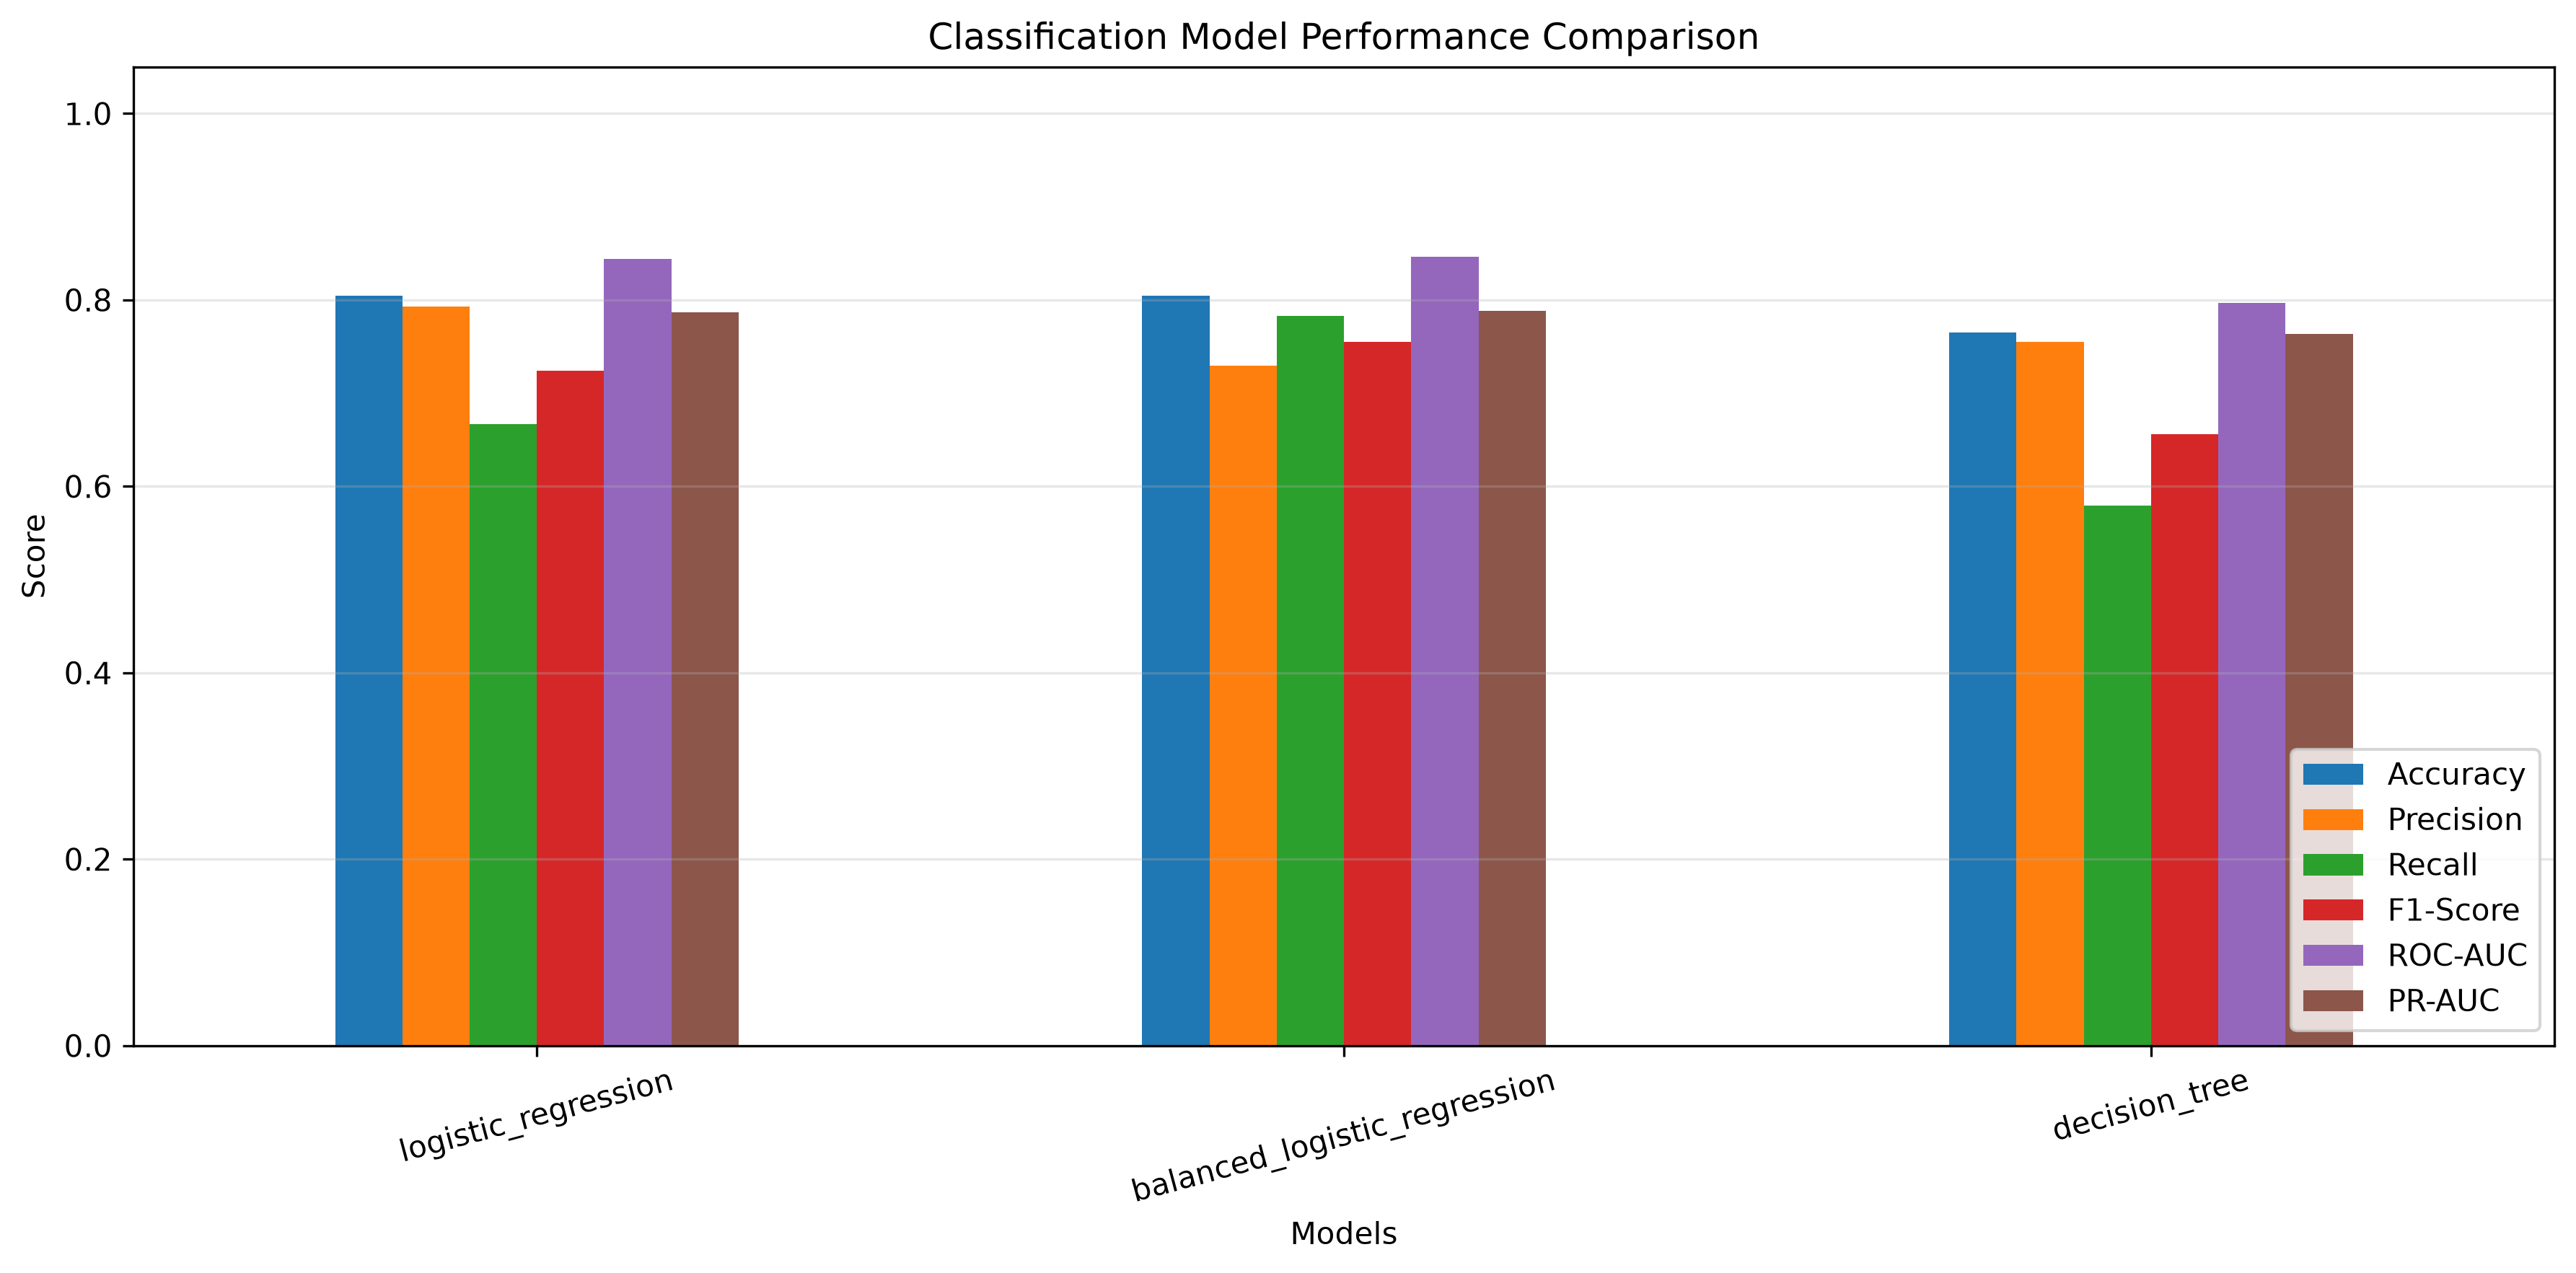 Classification Model Performance Comparison
1.0
0.8
0.6
0.4
0.2
0.0
Score
Accuracy
Precision
Recall
F1-Score
ROC-AUC
PR-AUC
logistic_regression
balanced_logistic_regression
decision_tree
Models